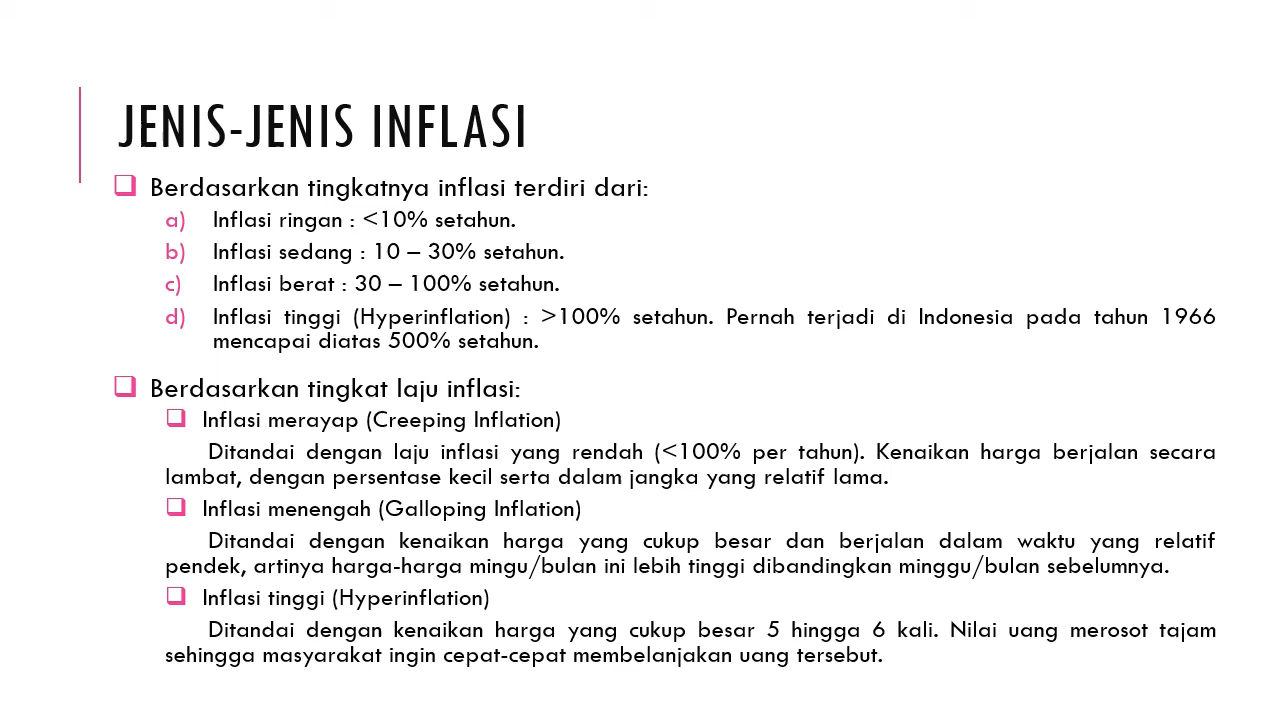 JENIS-JENIS INFLASI
Berdasarkan tingkatnya inflasi terdiri dari:
a) Inflasi ringan : <10% setahun.
b) Inflasi sedang : 10 – 30% setahun.
c) Inflasi berat : 30 – 100% setahun.
d) Inflasi tinggi (Hyperinflation) : >100% setahun. Pernah terjadi di Indonesia pada tahun 1966
mencapai diatas 500% setahun.
Berdasarkan tingkat laju inflasi:
Inflasi merayap (Creeping Inflation)
Ditandai dengan laju inflasi yang rendah (<100% per tahun). Kenaikan harga berjalan secara
lambat, dengan persentase kecil serta dalam jangka yang relatif lama.
Inflasi menengah (Galloping Inflation)
Ditandai dengan kenaikan harga yang cukup besar dan berjalan dalam waktu yang relatif
pendek, artinya harga-harga mingu/bulan ini lebih tinggi dibandingkan minggu/bulan sebelumnya.
Inflasi tinggi (Hyperinflation)
Ditandai dengan kenaikan harga yang cukup besar 5 hingga 6 kali. Nilai uang merosot tajam
sehingga masyarakat ingin cepat-cepat membelanjakan uang tersebut.